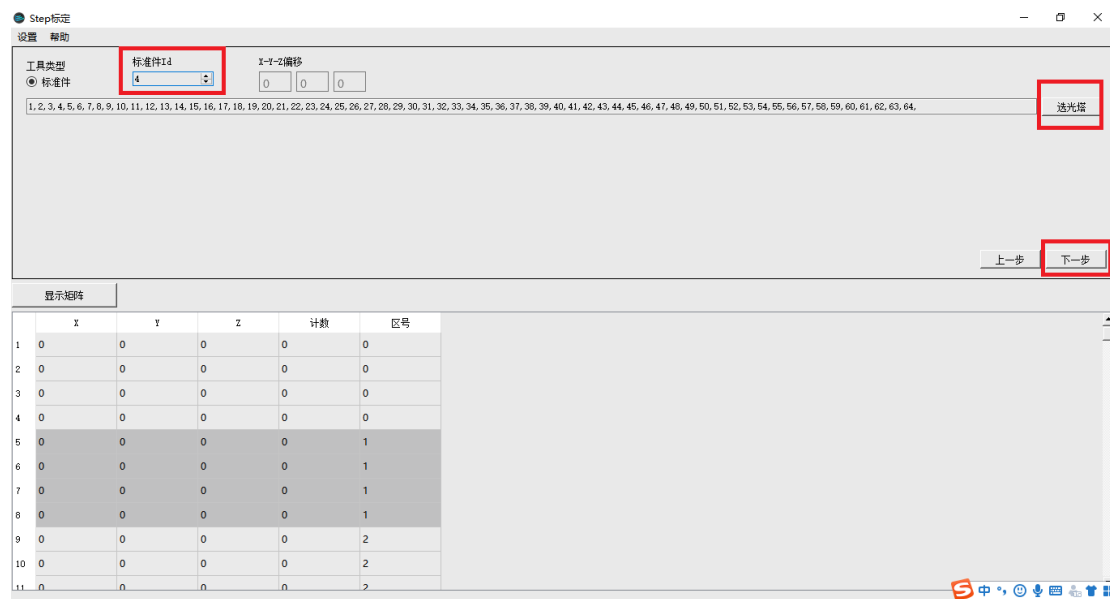 Step标定
设置 帮助
工具类型 标准件Id X-Y-Z偏移
标准件 4 0 0 0
1, 2, 3, 4, 5, 6, 7, 8, 9, 10, 11, 12, 13, 14, 15, 16, 17, 18, 19, 20, 21, 22, 23, 24, 25, 26, 27, 28, 29, 30, 31, 32, 33, 34, 35, 36, 37, 38, 39, 40, 41, 42, 43, 44, 45, 46, 47, 48, 49, 50, 51, 52, 53, 54, 55, 56, 57, 58, 59, 60, 61, 62, 63, 64, 选光塔
上一步 下一步
显示矩阵
X Y Z 计数 区号
1 0 0 0 0 0
2 0 0 0 0 0
3 0 0 0 0 0
4 0 0 0 0 0
5 0 0 0 0 1
6 0 0 0 0 1
7 0 0 0 0 1
8 0 0 0 0 1
9 0 0 0 0 2
10 0 0 0 0 2
11 0 0 0 0 2
中